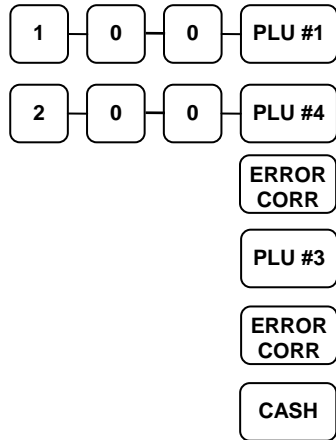 1 0 0 PLU #1
2 0 0 PLU #4
ERROR
CORR
PLU #3
ERROR
CORR
CASH